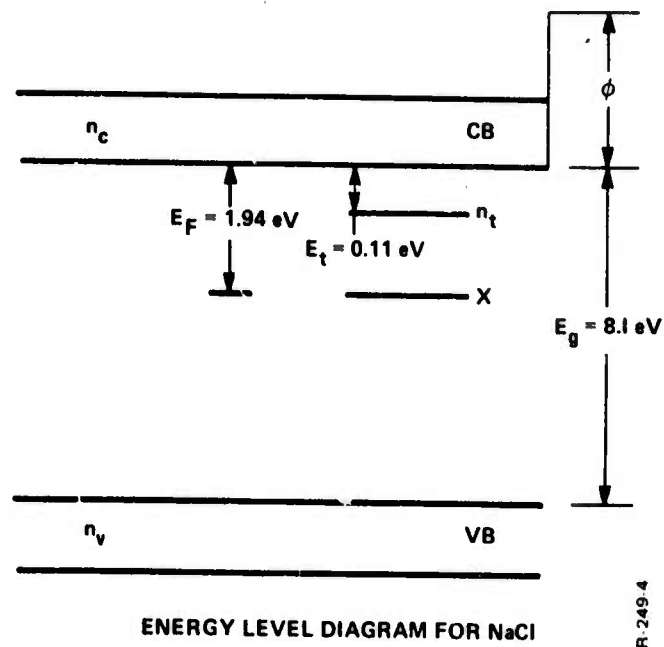 ϕ
n_c CB
E_F = 1.94 eV
n_t
E_t = 0.11 eV
X
E_g = 8.1 eV
n_v VB
ENERGY LEVEL DIAGRAM FOR NaCl
R-249-4